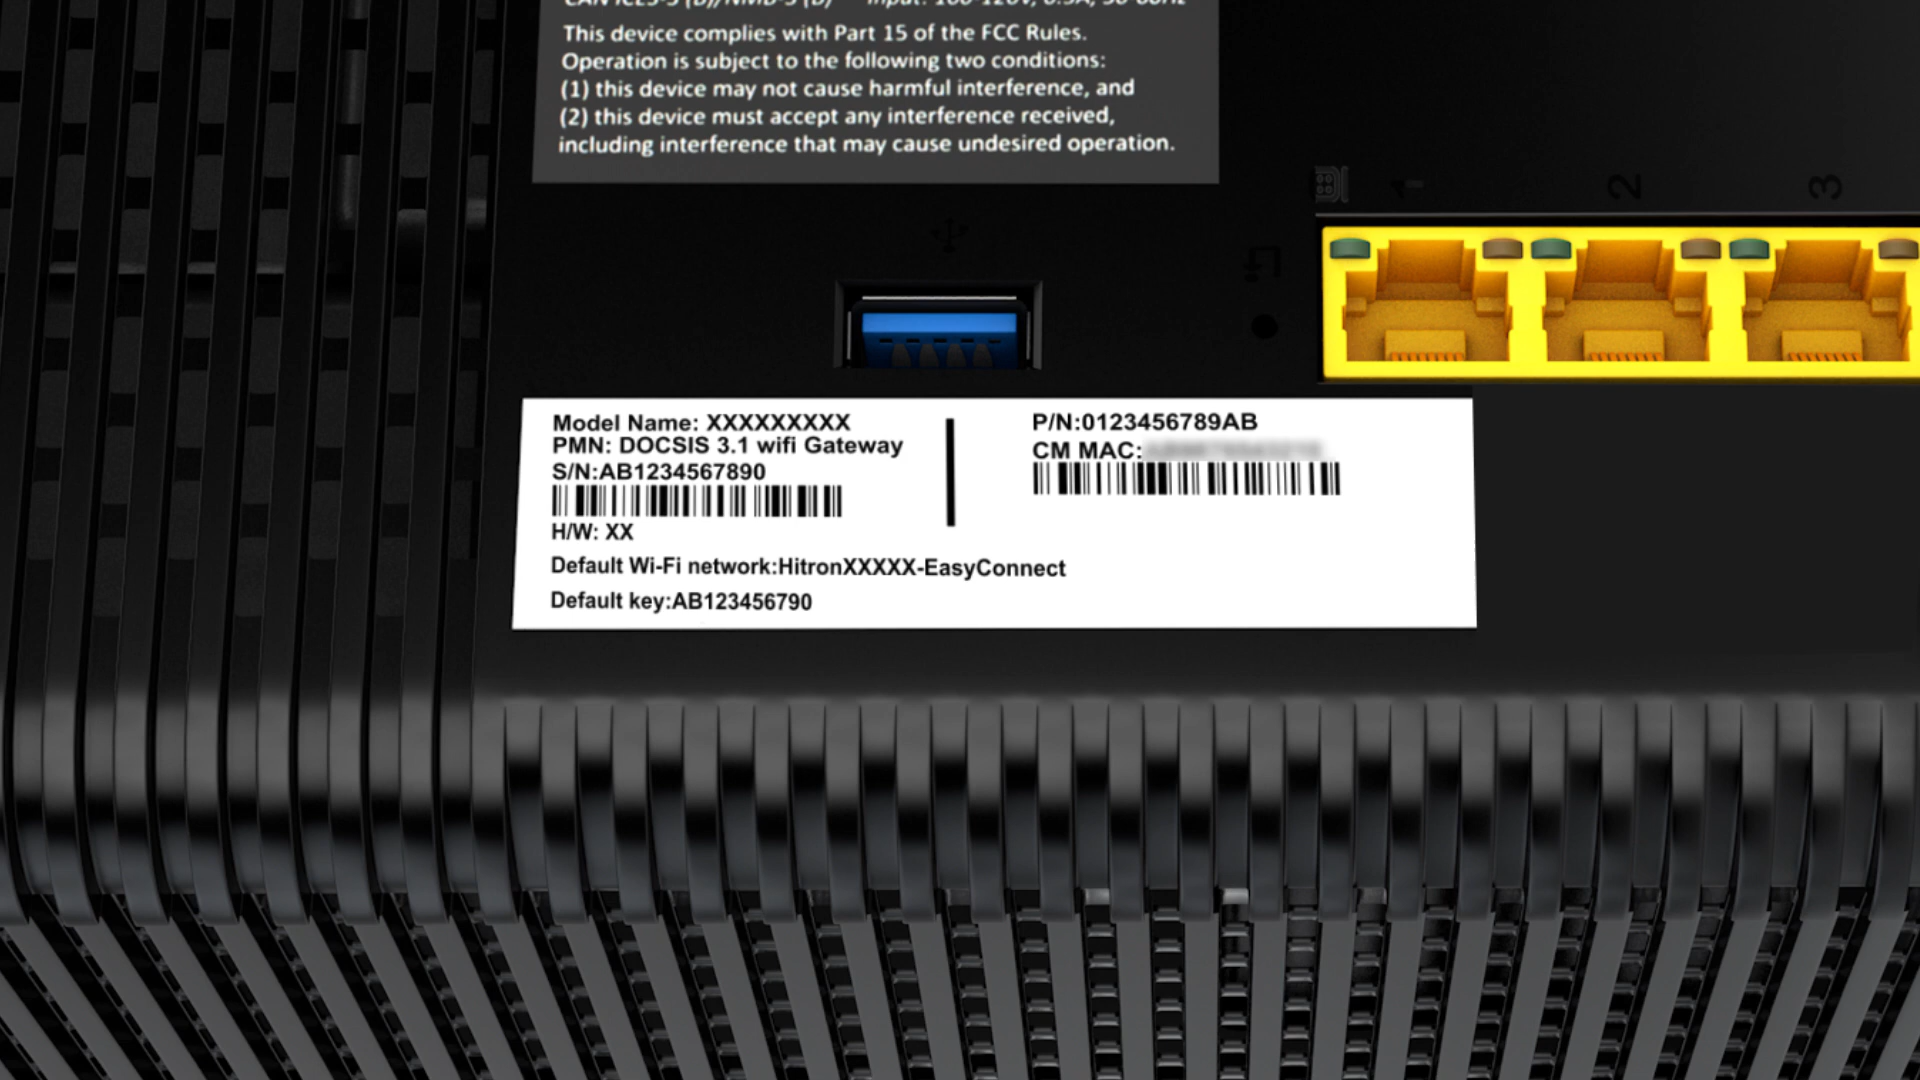 This device complies with Part 15 of the FCC Rules.
Operation is subject to the following two conditions:
(1) this device may not cause harmful interference, and
(2) this device must accept any interference received,
including interference that may cause undesired operation.
1 2 3
Model Name: XXXXXXXXX
PMN: DOCSIS 3.1 wifi Gateway
S/N:AB1234567890
H/W: XX
P/N:0123456789AB
CM MAC:
Default Wi-Fi network:HitronXXXXX-EasyConnect
Default key:AB123456790